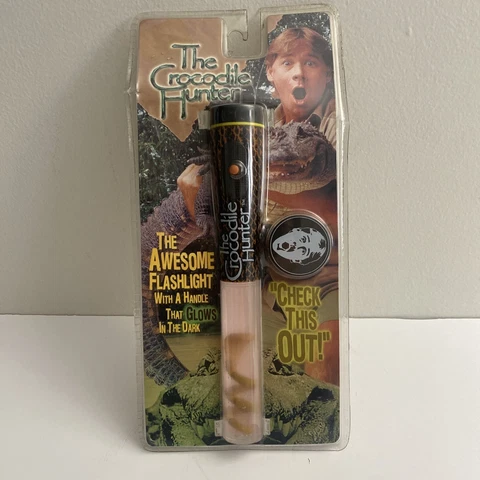 The
Crocodile
Hunter
The
Crocodile
Hunter
THE
AWESOME
FLASHLIGHT
WITH A HANDLE
THAT GLOWS
IN THE DARK
"CHECK
THIS
OUT!"